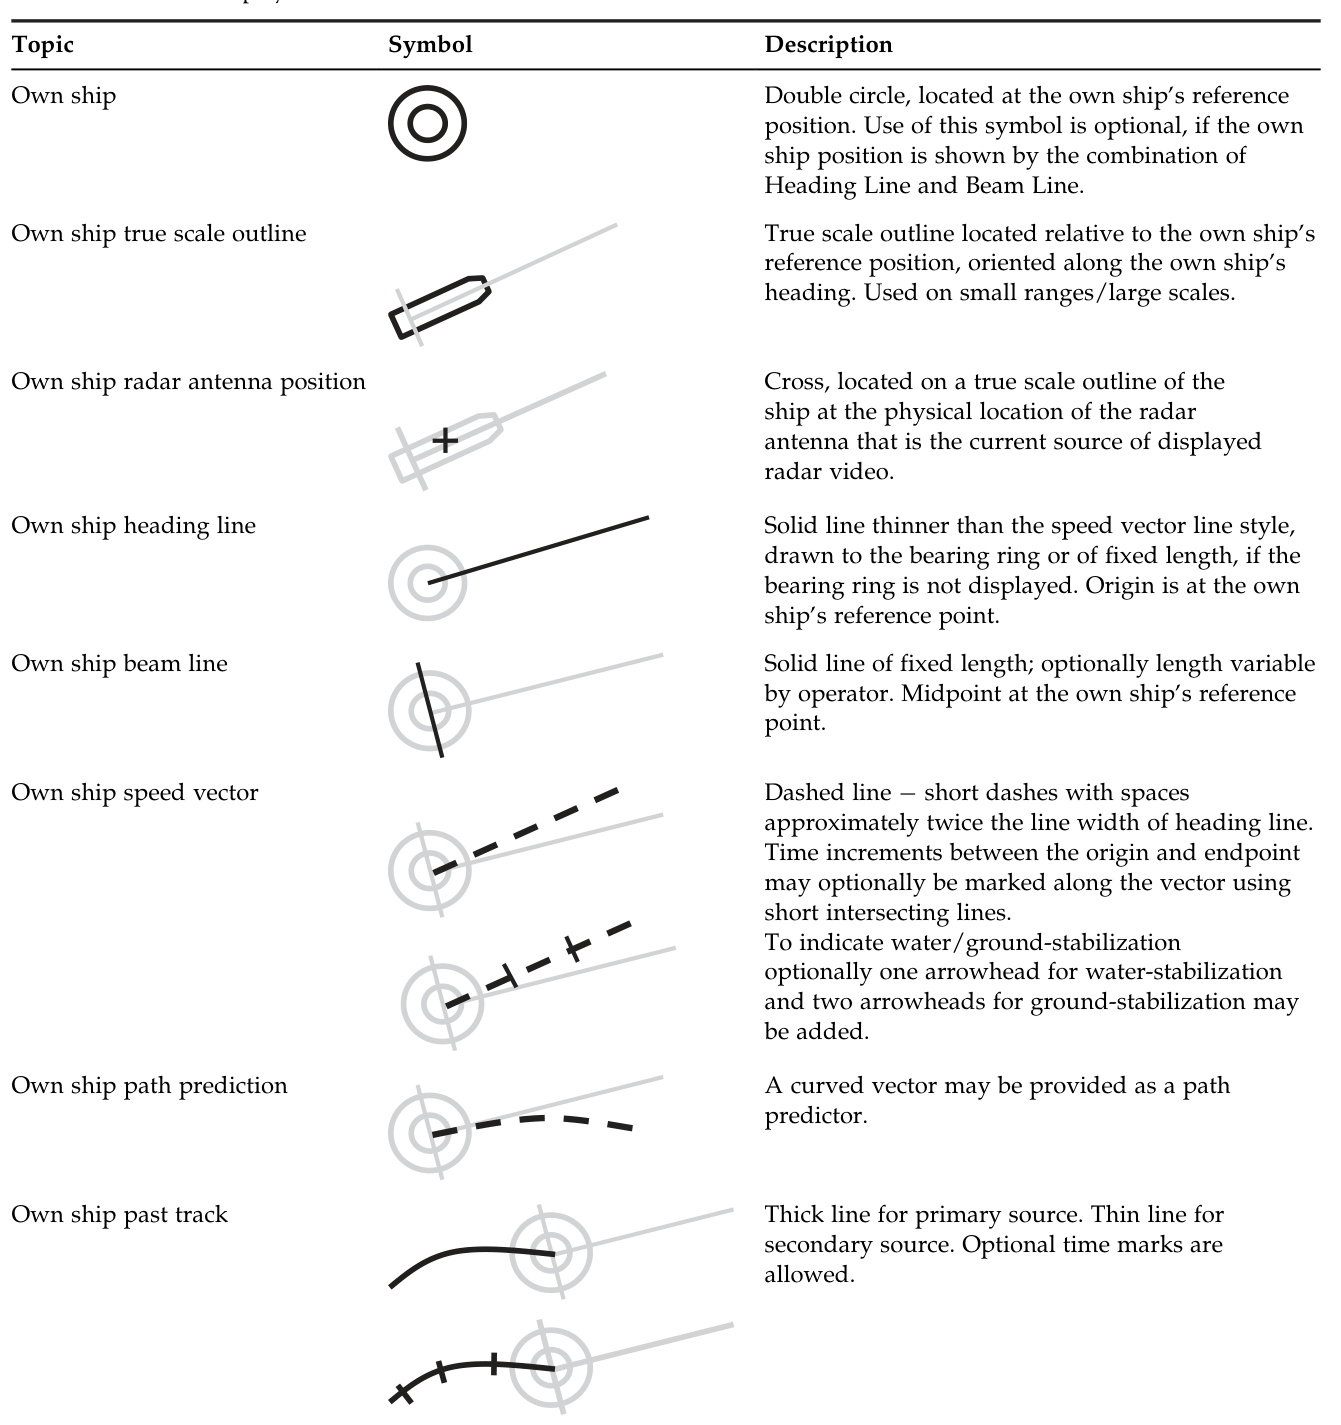 Topic Symbol Description
Own ship
Double circle, located at the own ship's reference
position. Use of this symbol is optional, if the own
ship position is shown by the combination of
Heading Line and Beam Line.
Own ship true scale outline
True scale outline located relative to the own ship's
reference position, oriented along the own ship's
heading. Used on small ranges/large scales.
Own ship radar antenna position
Cross, located on a true scale outline of the
ship at the physical location of the radar
antenna that is the current source of displayed
radar video.
Own ship heading line
Solid line thinner than the speed vector line style,
drawn to the bearing ring or of fixed length, if the
bearing ring is not displayed. Origin is at the own
ship's reference point.
Own ship beam line
Solid line of fixed length; optionally length variable
by operator. Midpoint at the own ship's reference
point.
Own ship speed vector
Dashed line – short dashes with spaces
approximately twice the line width of heading line.
Time increments between the origin and endpoint
may optionally be marked along the vector using
short intersecting lines.
To indicate water/ground-stabilization
optionally one arrowhead for water-stabilization
and two arrowheads for ground-stabilization may
be added.
Own ship path prediction
A curved vector may be provided as a path
predictor.
Own ship past track
Thick line for primary source. Thin line for
secondary source. Optional time marks are
allowed.